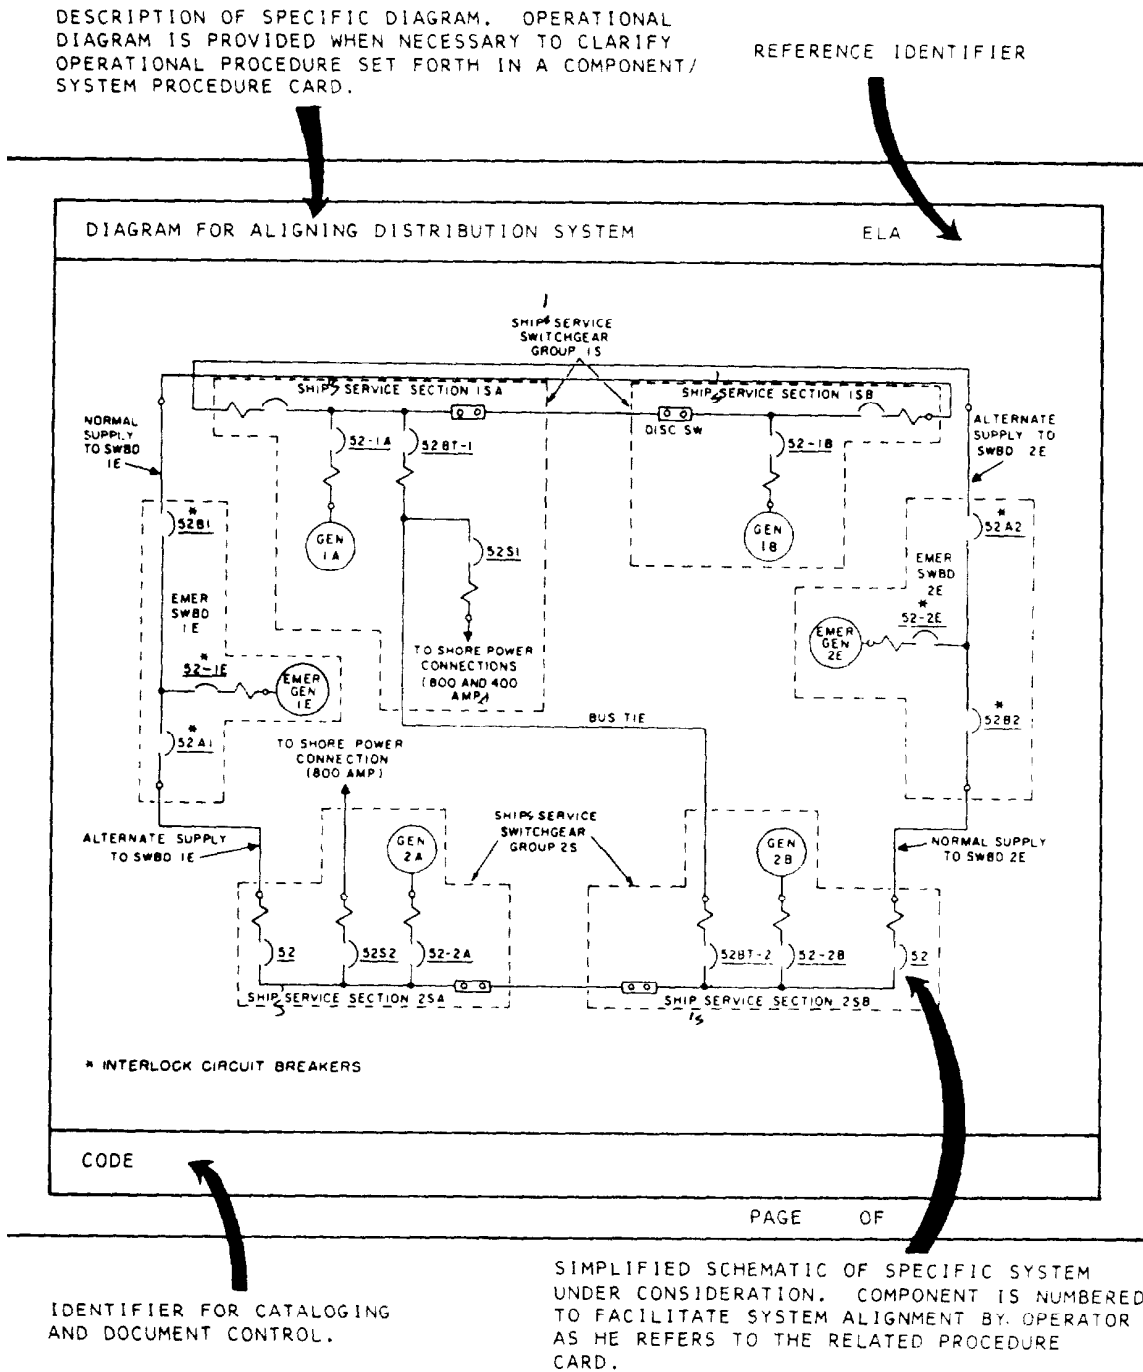 DESCRIPTION OF SPECIFIC DIAGRAM. OPERATIONAL
DIAGRAM IS PROVIDED WHEN NECESSARY TO CLARIFY
OPERATIONAL PROCEDURE SET FORTH IN A COMPONENT/
SYSTEM PROCEDURE CARD.
REFERENCE IDENTIFIER
DIAGRAM FOR ALIGNING DISTRIBUTION SYSTEM
ELA
SHIP'S SERVICE
SWITCHGEAR
GROUP 1S
SHIPS SERVICE SECTION 1SA
SHIPS SERVICE SECTION 1SB
NORMAL
SUPPLY
TO SWBD
1E
52-1A
52BT-1
DISC SW
52-1B
ALTERNATE
SUPPLY TO
SWBD 2E
*
52B1
GEN
1A
52S1
GEN
1B
*
52A2
EMER
SWBD
1E
EMER
SWBD
2E
*
52-2E
*
52-1E
EMER
GEN
1E
TO SHORE POWER
CONNECTIONS
(800 AND 400
AMP)
EMER
GEN
2E
*
52A1
BUS TIE
*
52B2
TO SHORE POWER
CONNECTION
(800 AMP)
ALTERNATE SUPPLY
TO SWBD 1E
GEN
2A
SHIPS SERVICE
SWITCHGEAR
GROUP 2S
GEN
2B
NORMAL SUPPLY
TO SWBD 2E
52
52S2
52-2A
52BT-2
52-2B
52
SHIPS SERVICE SECTION 2SA
SHIP'S SERVICE SECTION 2SB
* INTERLOCK CIRCUIT BREAKERS
CODE
PAGE OF
IDENTIFIER FOR CATALOGING
AND DOCUMENT CONTROL.
SIMPLIFIED SCHEMATIC OF SPECIFIC SYSTEM
UNDER CONSIDERATION. COMPONENT IS NUMBERED
TO FACILITATE SYSTEM ALIGNMENT BY OPERATOR
AS HE REFERS TO THE RELATED PROCEDURE
CARD.